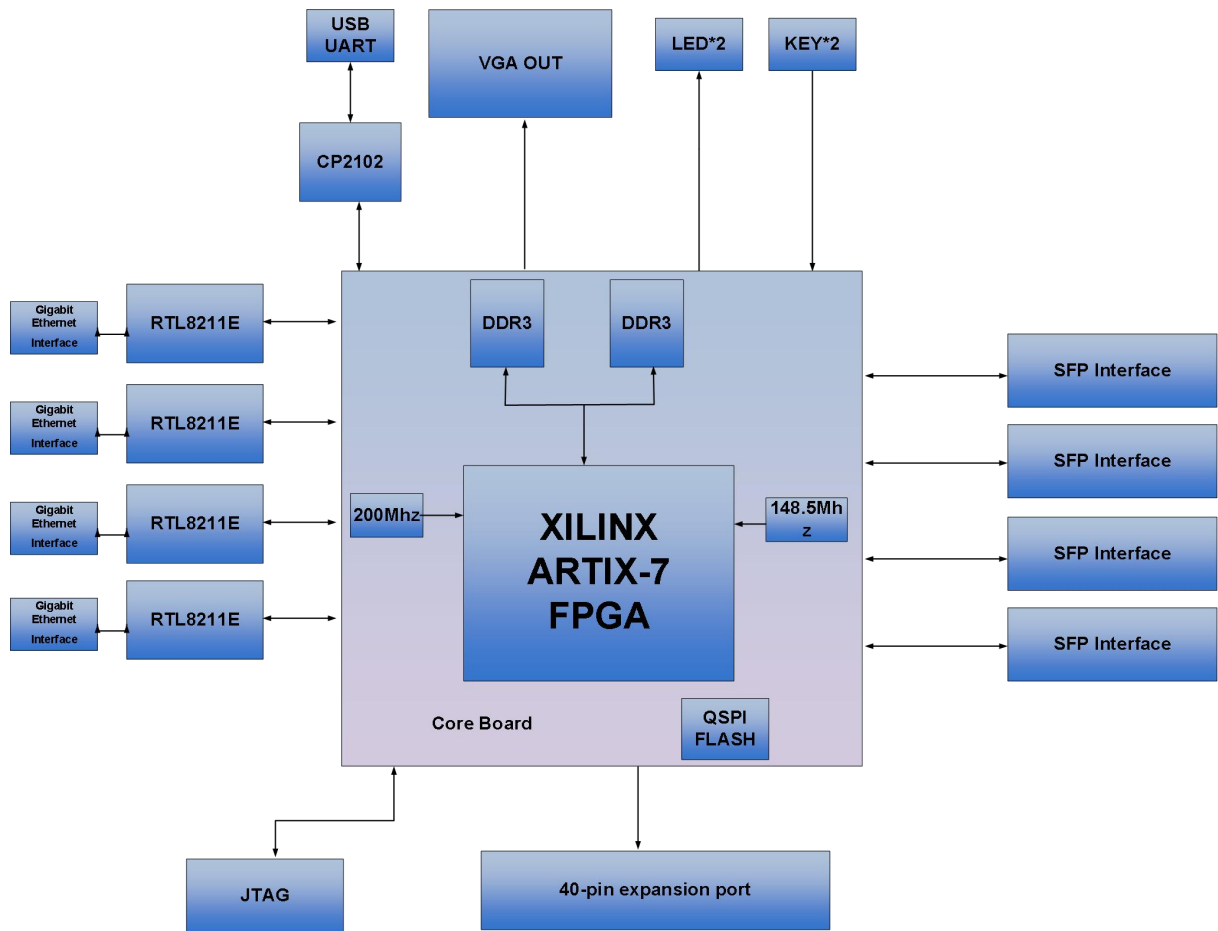 USB
UART
VGA OUT
LED*2
KEY*2
CP2102
Gigabit
Ethernet
Interface
RTL8211E
DDR3
DDR3
SFP Interface
Gigabit
Ethernet
Interface
RTL8211E
SFP Interface
Gigabit
Ethernet
Interface
RTL8211E
200Mhz
XILINX
ARTIX-7
FPGA
148.5Mh
z
SFP Interface
Gigabit
Ethernet
Interface
RTL8211E
SFP Interface
Core Board
QSPI
FLASH
JTAG
40-pin expansion port